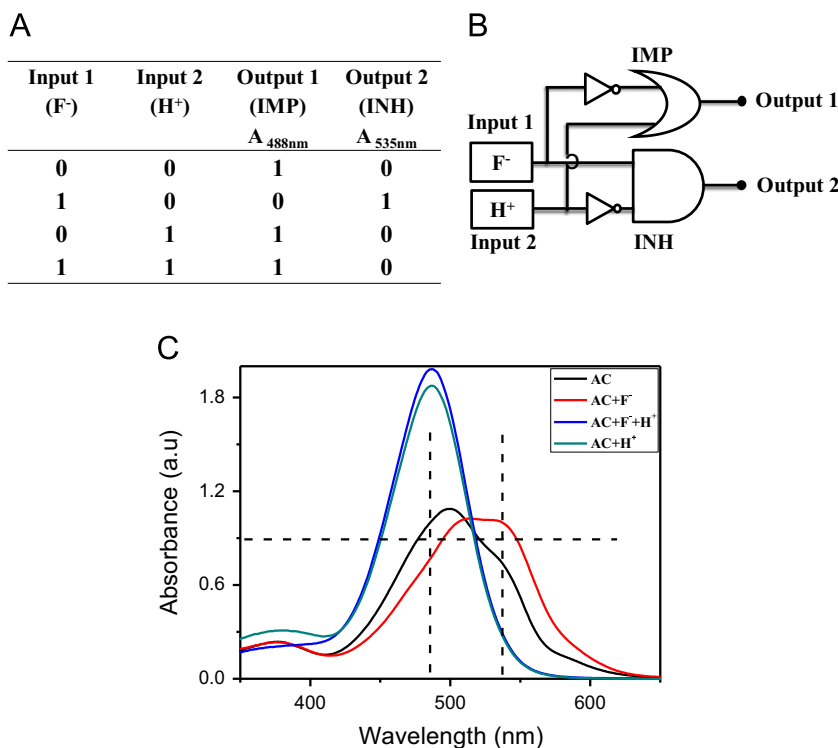 A
Input 1 Input 2 Output 1 Output 2
(F⁻) (H⁺) (IMP) (INH)
A 488nm A 535nm
0 0 1 0
1 0 0 1
0 1 1 0
1 1 1 0
B
IMP
Output 1
Input 1
F⁻
Output 2
H⁺
Input 2
INH
C
AC
AC+F⁻
AC+F⁻+H⁺
AC+H⁺
1.8
1.2
0.6
0.0
Absorbance (a.u)
400 500 600
Wavelength (nm)